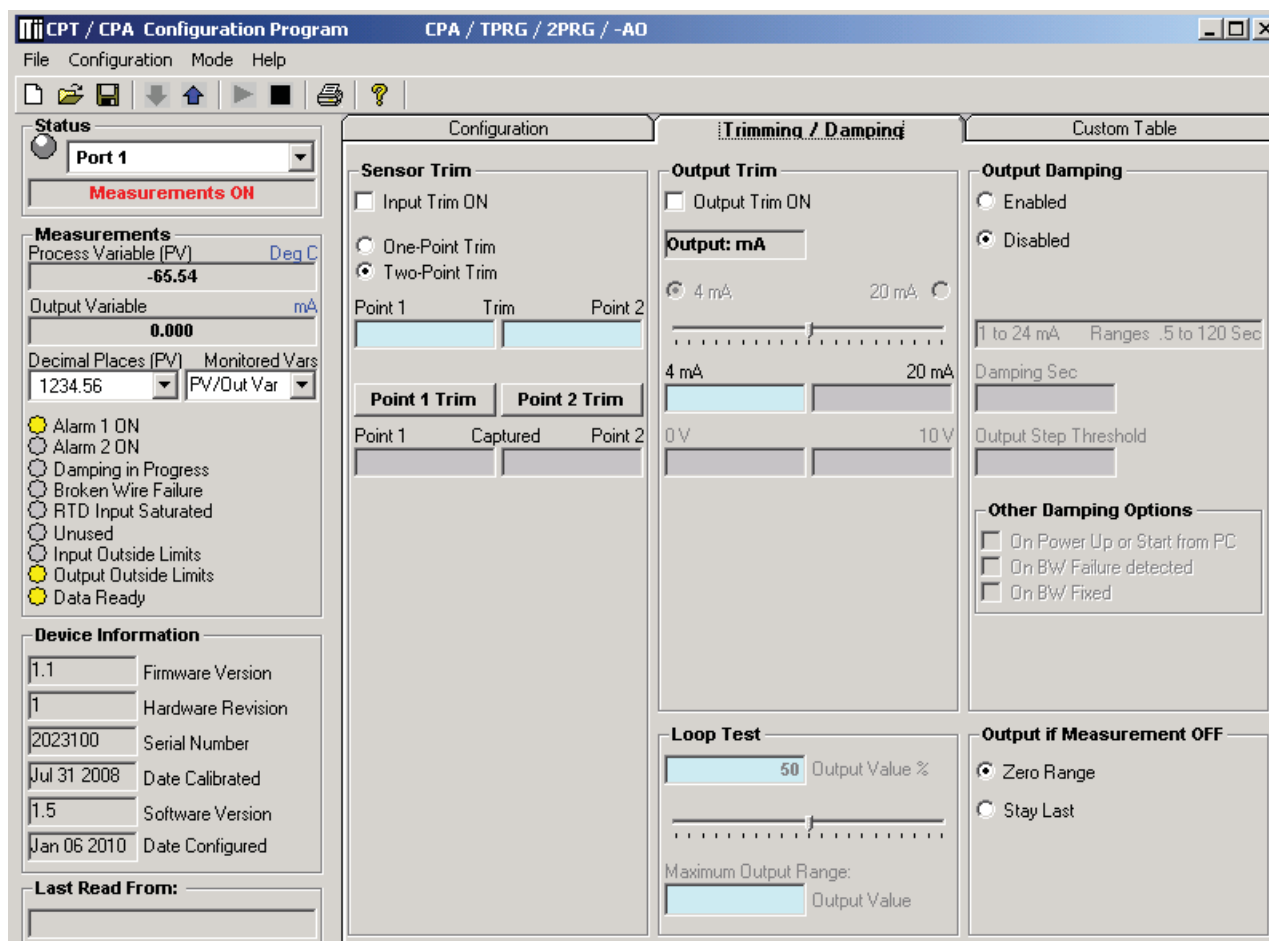 CPT / CPA Configuration Program CPA / TPRG / 2PRG / -AO
File Configuration Mode Help
Status
Port 1
Measurements ON
Measurements
Process Variable (PV) Deg C
-65.54
Output Variable mA
0.000
Decimal Places (PV) Monitored Vars
1234.56 PV/Out Var
Alarm 1 ON
Alarm 2 ON
Damping in Progress
Broken Wire Failure
RTD Input Saturated
Unused
Input Outside Limits
Output Outside Limits
Data Ready
Device Information
1.1 Firmware Version
1 Hardware Revision
2023100 Serial Number
Jul 31 2008 Date Calibrated
1.5 Software Version
Jan 06 2010 Date Configured
Last Read From:
Configuration Trimming / Damping Custom Table
Sensor Trim
Input Trim ON
One-Point Trim
Two-Point Trim
Point 1 Trim Point 2
Point 1 Trim Point 2 Trim
Point 1 Captured Point 2
Output Trim
Output Trim ON
Output: mA
4 mA 20 mA
4 mA 20 mA
0 V 10 V
Loop Test
50 Output Value %
Maximum Output Range:
Output Value
Output Damping
Enabled
Disabled
1 to 24 mA Ranges .5 to 120 Sec
Damping Sec
Output Step Threshold
Other Damping Options
On Power Up or Start from PC
On BW Failure detected
On BW Fixed
Output if Measurement OFF
Zero Range
Stay Last